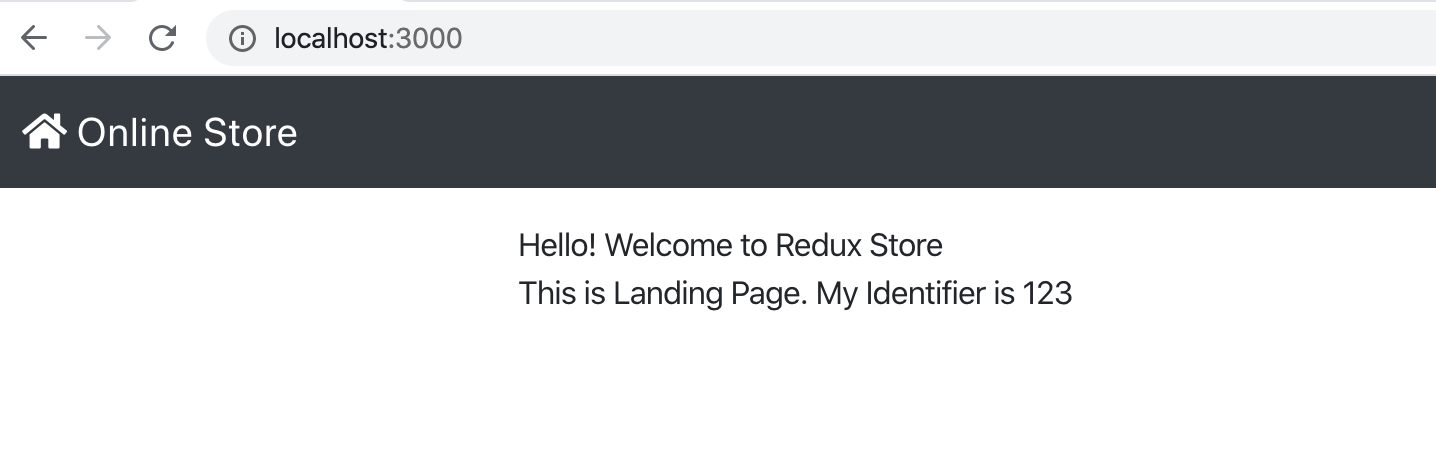 localhost:3000
Online Store
Hello! Welcome to Redux Store
This is Landing Page. My Identifier is 123